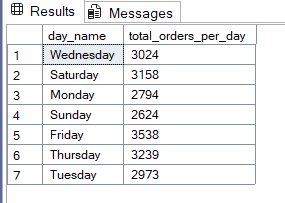 Results Messages
day_name total_orders_per_day
1 Wednesday 3024
2 Saturday 3158
3 Monday 2794
4 Sunday 2624
5 Friday 3538
6 Thursday 3239
7 Tuesday 2973